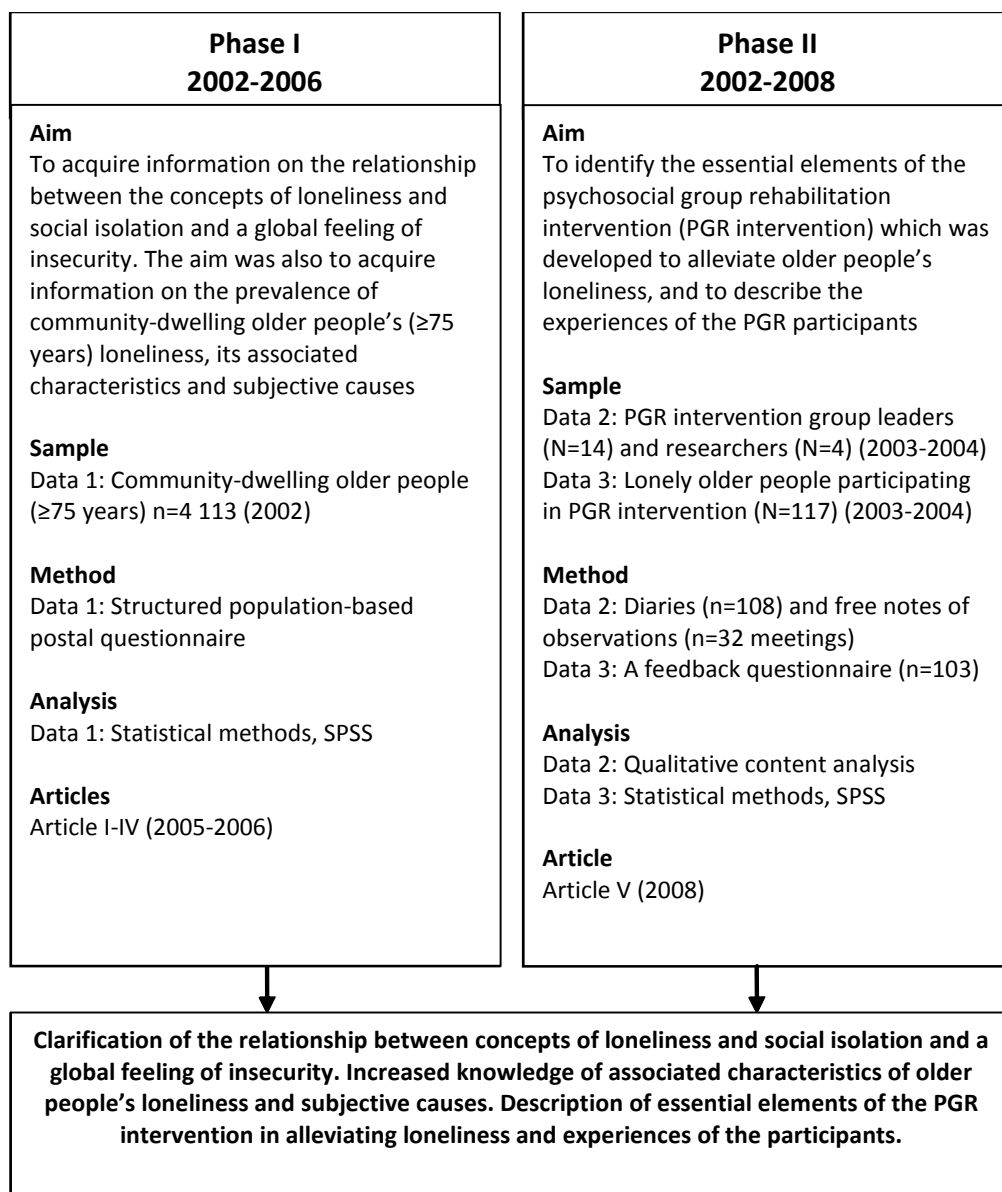 Phase I
2002-2006
Aim
To acquire information on the relationship
between the concepts of loneliness and
social isolation and a global feeling of
insecurity. The aim was also to acquire
information on the prevalence of
community-dwelling older people’s (≥75
years) loneliness, its associated
characteristics and subjective causes
Sample
Data 1: Community-dwelling older people
(≥75 years) n=4 113 (2002)
Method
Data 1: Structured population-based
postal questionnaire
Analysis
Data 1: Statistical methods, SPSS
Articles
Article I-IV (2005-2006)
Phase II
2002-2008
Aim
To identify the essential elements of the
psychosocial group rehabilitation
intervention (PGR intervention) which was
developed to alleviate older people’s
loneliness, and to describe the
experiences of the PGR participants
Sample
Data 2: PGR intervention group leaders
(N=14) and researchers (N=4) (2003-2004)
Data 3: Lonely older people participating
in PGR intervention (N=117) (2003-2004)
Method
Data 2: Diaries (n=108) and free notes of
observations (n=32 meetings)
Data 3: A feedback questionnaire (n=103)
Analysis
Data 2: Qualitative content analysis
Data 3: Statistical methods, SPSS
Article
Article V (2008)
Clarification of the relationship between concepts of loneliness and social isolation and a
global feeling of insecurity. Increased knowledge of associated characteristics of older
people’s loneliness and subjective causes. Description of essential elements of the PGR
intervention in alleviating loneliness and experiences of the participants.